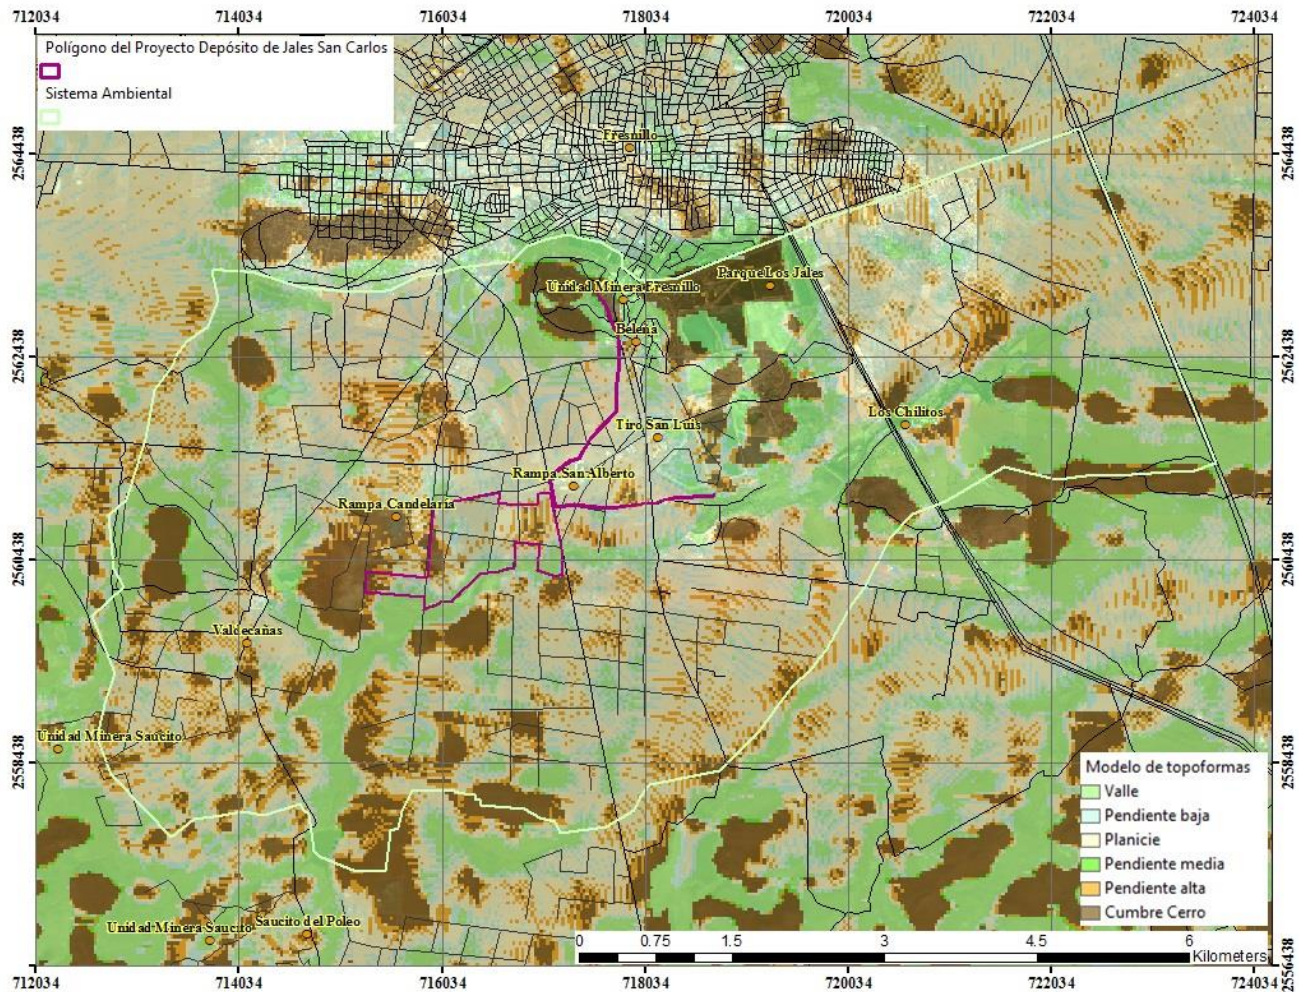 712034 714034 716034 718034 720034 722034 724034
Polígono del Proyecto Depósito de Jales San Carlos
Sistema Ambiental
2564438
2564438
Fresnillo
Parque Los Jales
Unidad Minera Fresnillo
Beleña
2562438
2562438
Los Chilitos
Tiro San Luis
Rampa San Alberto
Rampa Candelaria
2560438
2560438
Valdecañas
Unidad Minera Saucito
2558438
2558438
Modelo de topoformas
Valle
Pendiente baja
Planicie
Pendiente media
Pendiente alta
Cumbre Cerro
Saucito del Poleo
Unidad Minera Saucito
0 0.75 1.5 3 4.5 6
Kilometers
2556438
2556438
712034 714034 716034 718034 720034 722034 724034